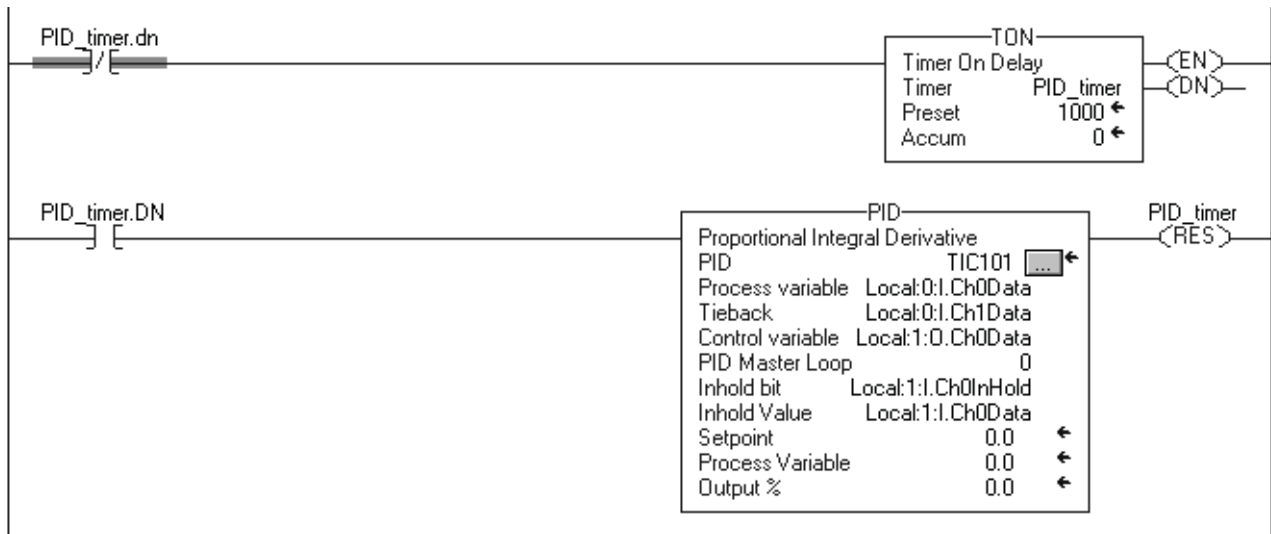 PID_timer.dn
TON
Timer On Delay
Timer PID_timer
Preset 1000
Accum 0
EN
DN
PID_timer.DN
PID
Proportional Integral Derivative
PID TIC101 ...
Process variable Local:0:I.Ch0Data
Tieback Local:0:I.Ch1Data
Control variable Local:1:O.Ch0Data
PID Master Loop 0
Inhold bit Local:1:I.Ch0InHold
Inhold Value Local:1:I.Ch0Data
Setpoint 0.0
Process Variable 0.0
Output % 0.0
PID_timer
RES